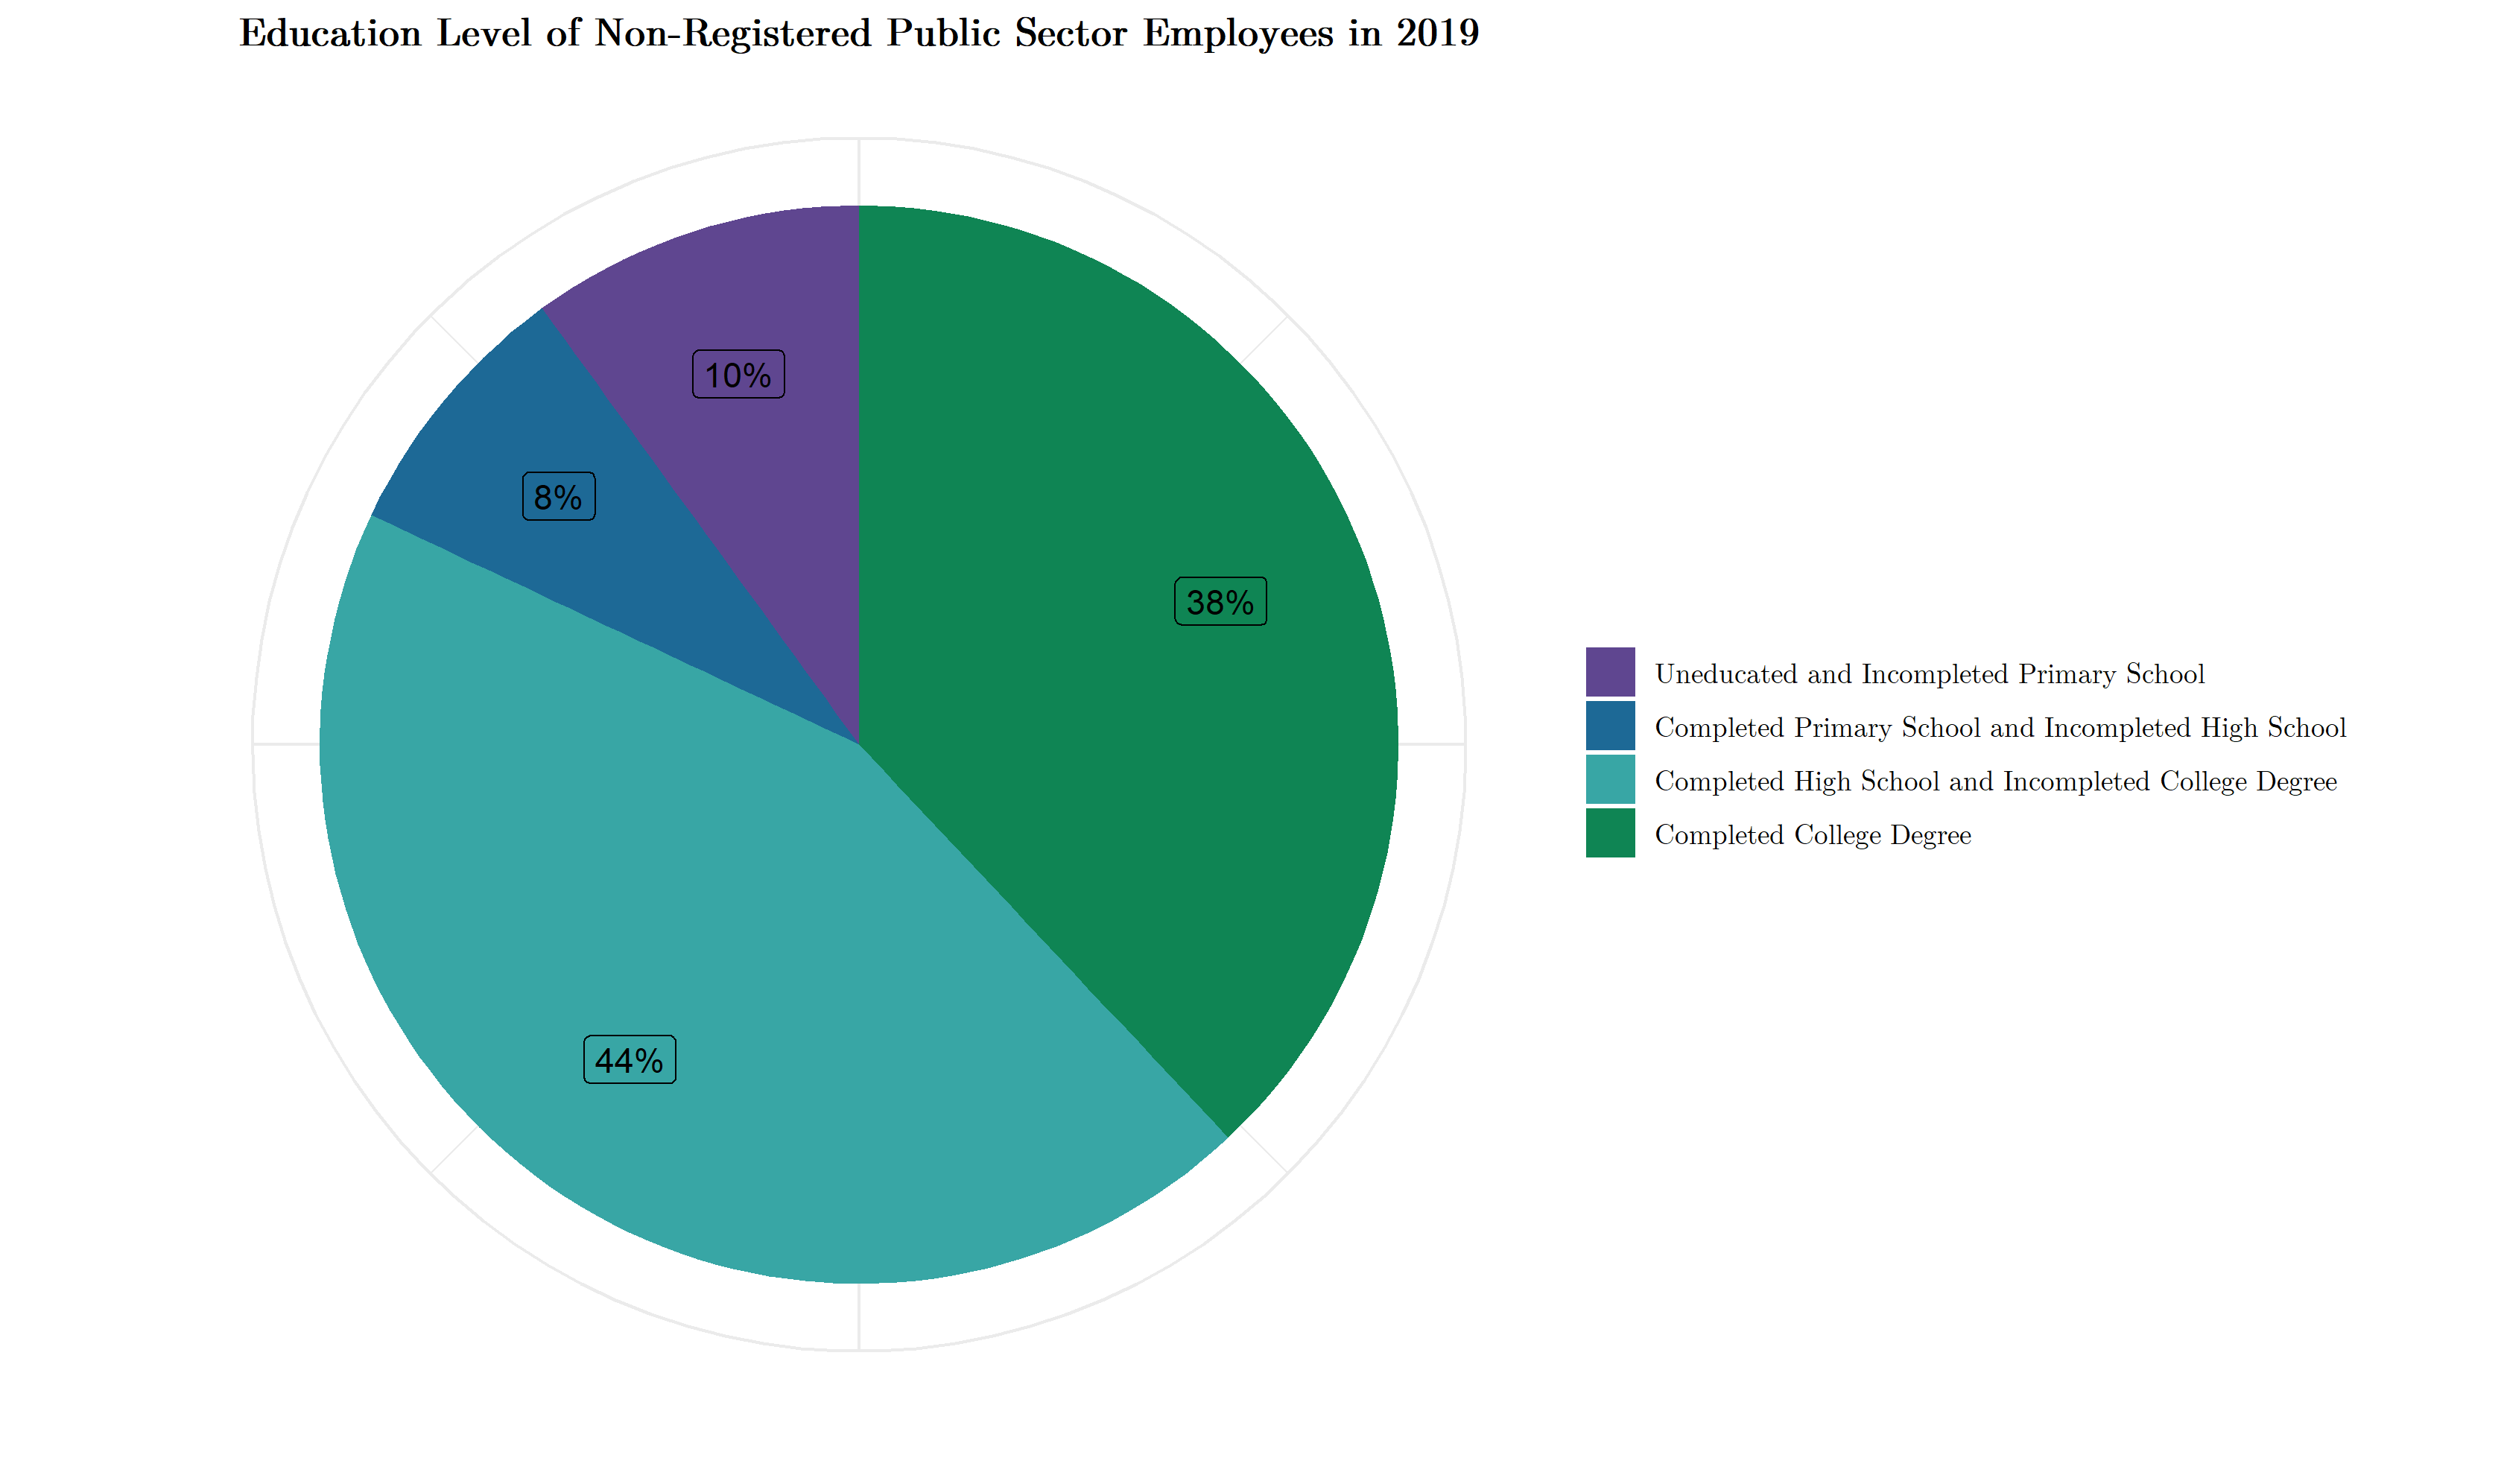 Education Level of Non-Registered Public Sector Employees in 2019
10%
8%
38%
44%
Uneducated and Incompleted Primary School
Completed Primary School and Incompleted High School
Completed High School and Incompleted College Degree
Completed College Degree